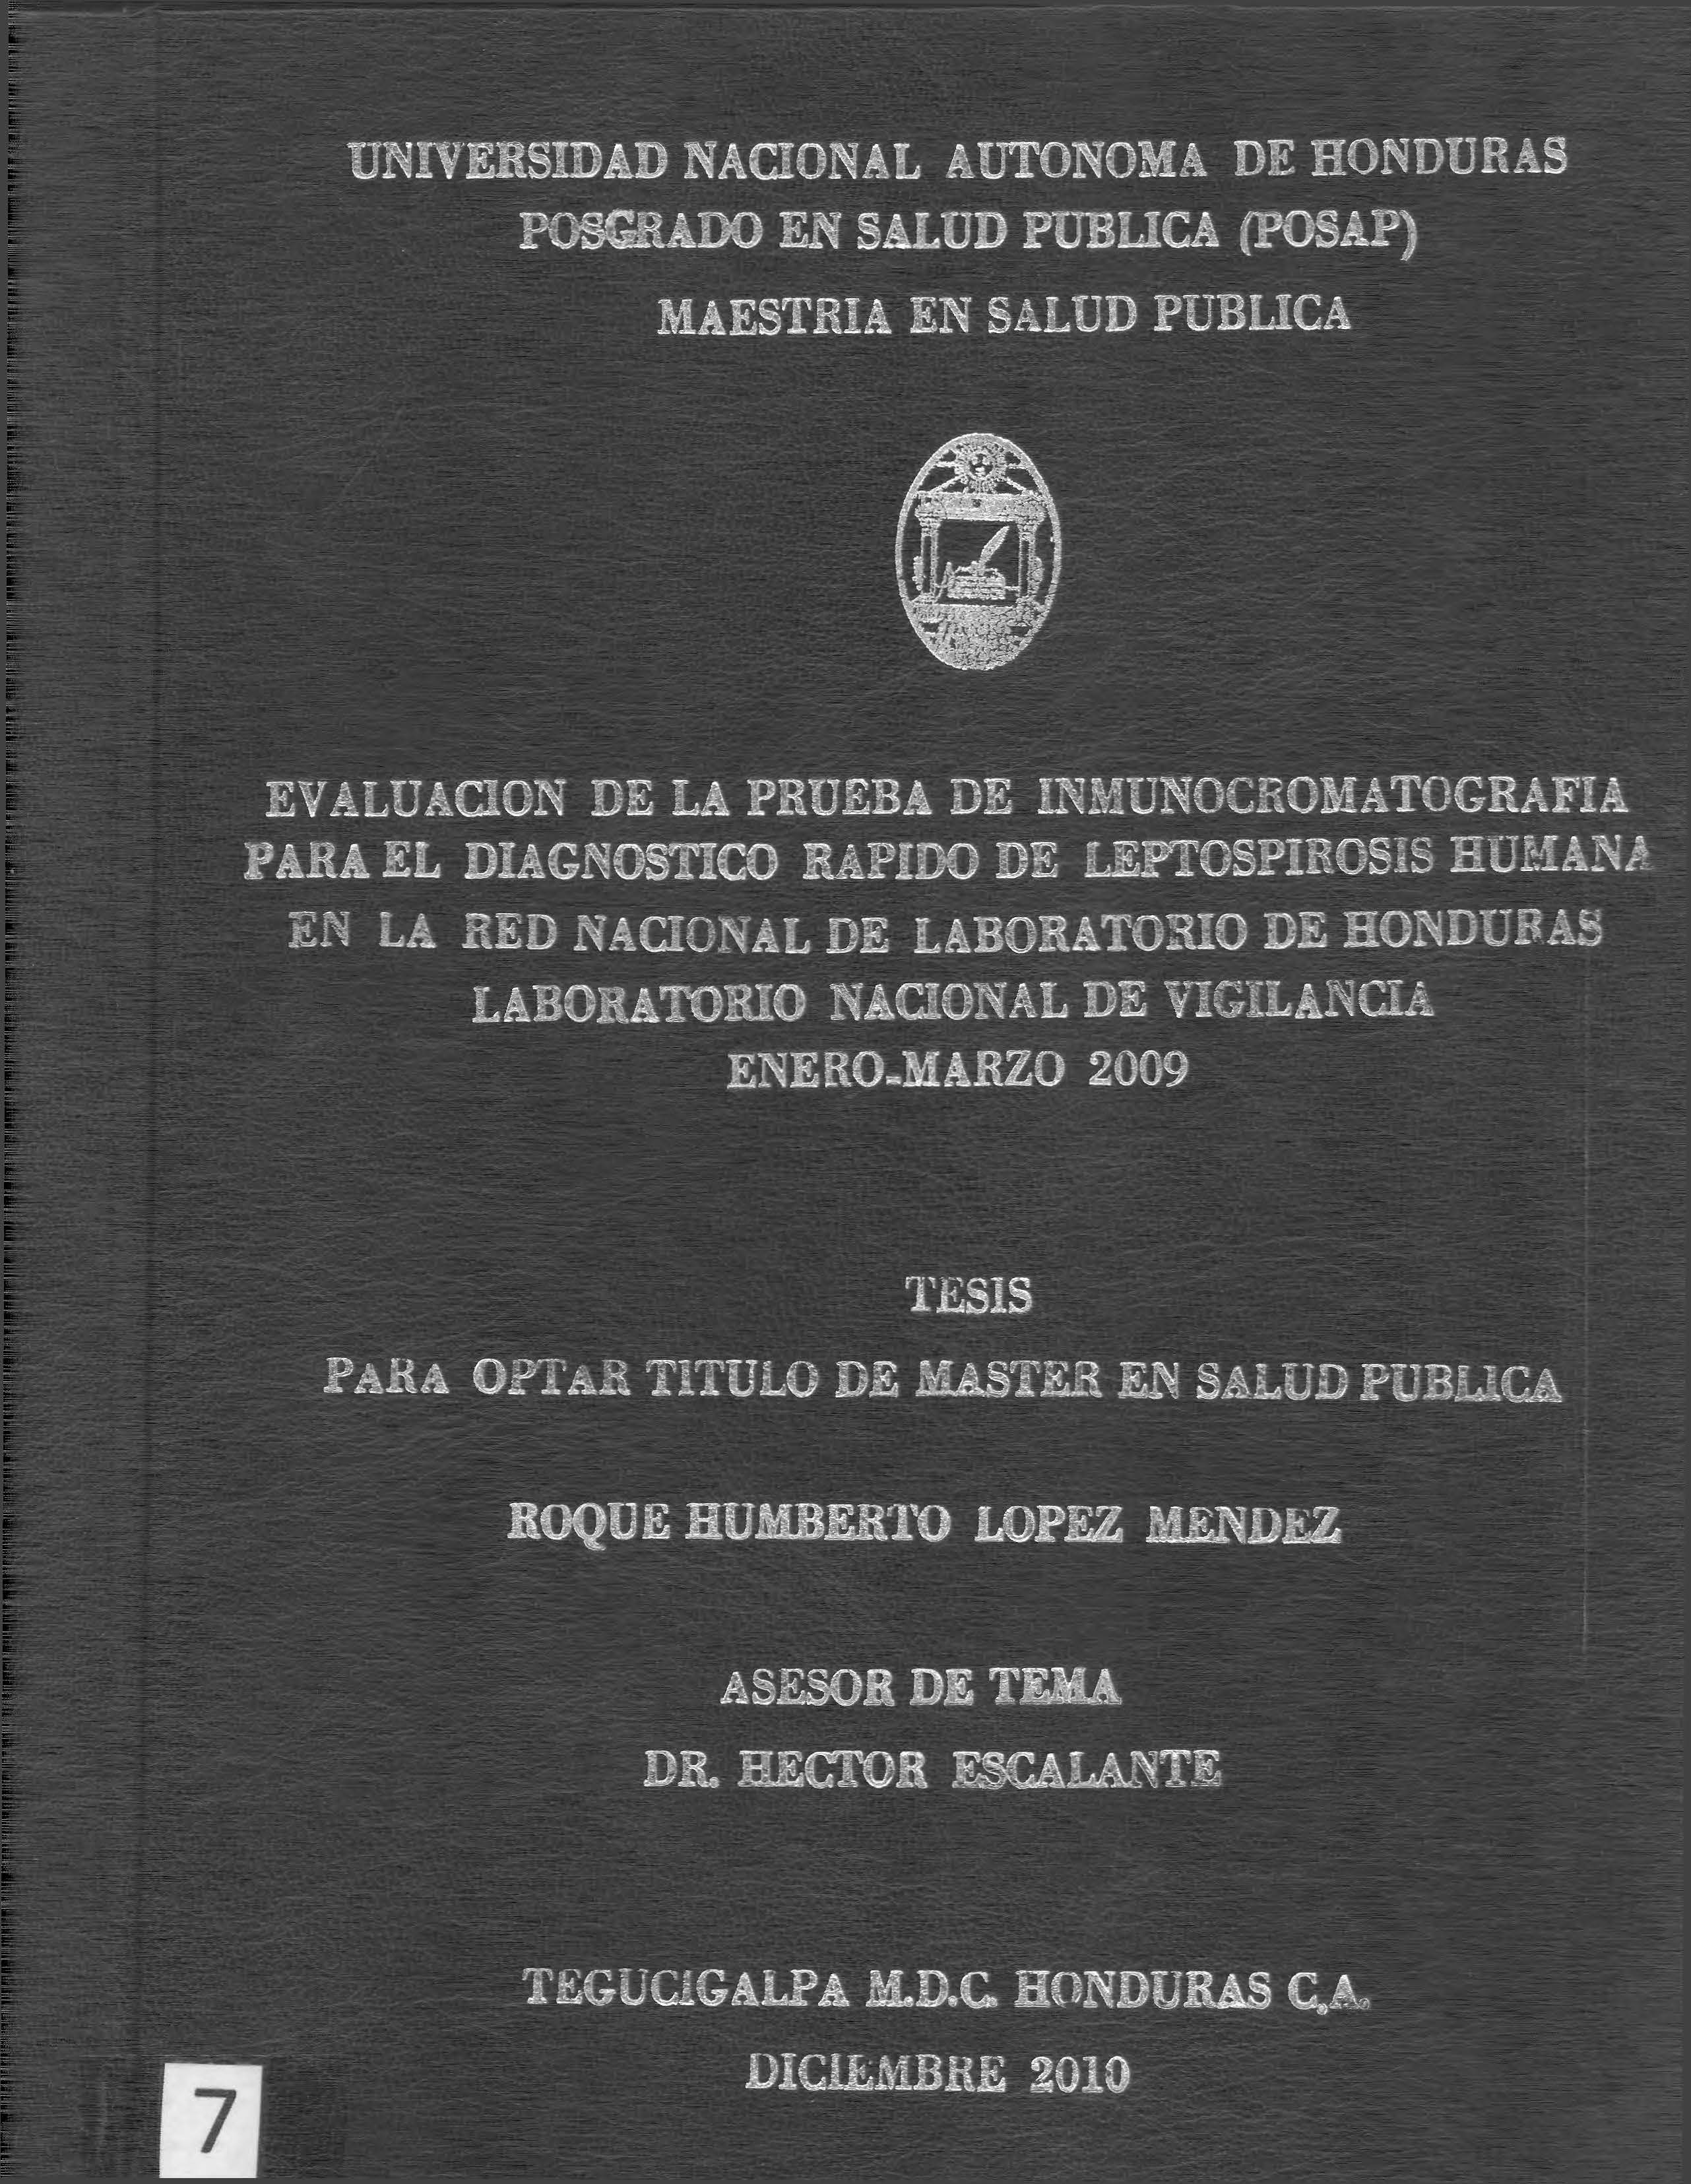 UNIVERSIDAD NACIONAL AUTONOMA DE HONDURAS
POSGRADO EN SALUD PUBLICA (POSAP)
MAESTRIA EN SALUD PUBLICA
EVALUACION DE LA PRUEBA DE INMUNOCROMATOGRAFIA
PARA EL DIAGNOSTICO RAPIDO DE LEPTOSPIROSIS HUMANA
EN LA RED NACIONAL DE LABORATORIO DE HONDURAS
LABORATORIO NACIONAL DE VIGILANCIA
ENERO-MARZO 2009
TESIS
PARA OPTAR TITULO DE MASTER EN SALUD PUBLICA
ROQUE HUMBERTO LOPEZ MENDEZ
ASESOR DE TEMA
DR. HECTOR ESCALANTE
TEGUCIGALPA M.D.C. HONDURAS C.A.
DICIEMBRE 2010
7